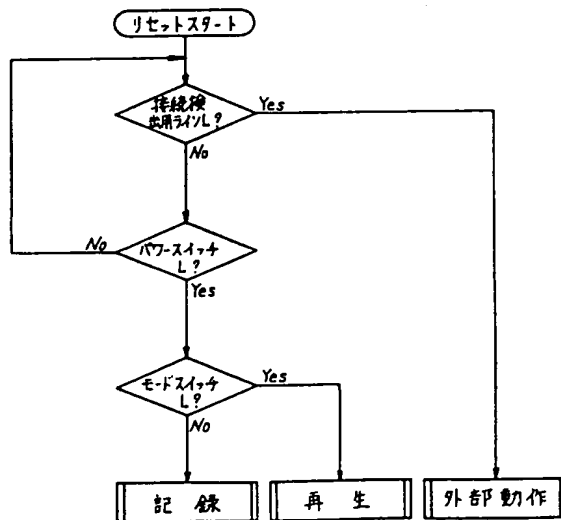 リセットスタート
接続検
出用ラインL?
Yes
No
パワースイッチ
L?
No
Yes
モードスイッチ
L?
Yes
No
記録
再生
外部動作